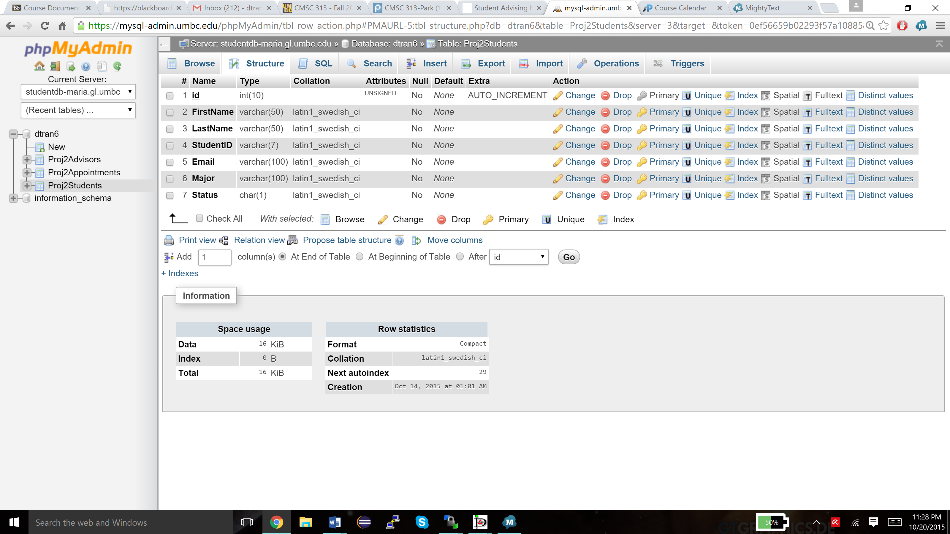 Course Documen
https://blackboard
Inbox (212) - dtran
CMSC 313 - Fall 20
CMSC 313-Park (1
Student Advising
mysql-admin.umbc
Course Calendar
MightyText
https://mysql-admin.umbc.edu/phpMyAdmin/tbl_row_action.php#PMAURL-5:tbl_structure.php?db=dtran6&table=Proj2Students&server=3&target=&token=0ef56659b02293f5b57a10885
phpMyAdmin
Current Server:
studentdb-maria.gl.umbc
(Recent tables) ...
dtran6
New
Proj2Advisors
Proj2Appointments
Proj2Students
information_schema
Server: studentdb-maria.gl.umbc.edu » Database: dtran6 » Table: Proj2Students
Browse Structure SQL Search Insert Export Import Operations Triggers
# Name Type Collation Attributes Null Default Extra Action
1 id int(10) UNSIGNED No None AUTO_INCREMENT Change Drop Primary Unique Index Spatial Fulltext Distinct values
2 FirstName varchar(50) latin1_swedish_ci No None Change Drop Primary Unique Index Spatial Fulltext Distinct values
3 LastName varchar(50) latin1_swedish_ci No None Change Drop Primary Unique Index Spatial Fulltext Distinct values
4 StudentID varchar(7) latin1_swedish_ci No None Change Drop Primary Unique Index Spatial Fulltext Distinct values
5 Email varchar(100) latin1_swedish_ci No None Change Drop Primary Unique Index Spatial Fulltext Distinct values
6 Major varchar(100) latin1_swedish_ci No None Change Drop Primary Unique Index Spatial Fulltext Distinct values
7 Status char(1) latin1_swedish_ci No None Change Drop Primary Unique Index Spatial Fulltext Distinct values
Check All With selected: Browse Change Drop Primary Unique Index
Print view Relation view Propose table structure Move columns
Add 1 column(s) At End of Table At Beginning of Table After id Go
+ Indexes
Information
Space usage
Data 16 KiB
Index 0 B
Total 16 KiB
Row statistics
Format Compact
Collation latin1_swedish_ci
Next autoindex 29
Creation Oct 14, 2015 at 01:01 AM
Search the web and Windows
50%
11:28 PM
10/20/2015